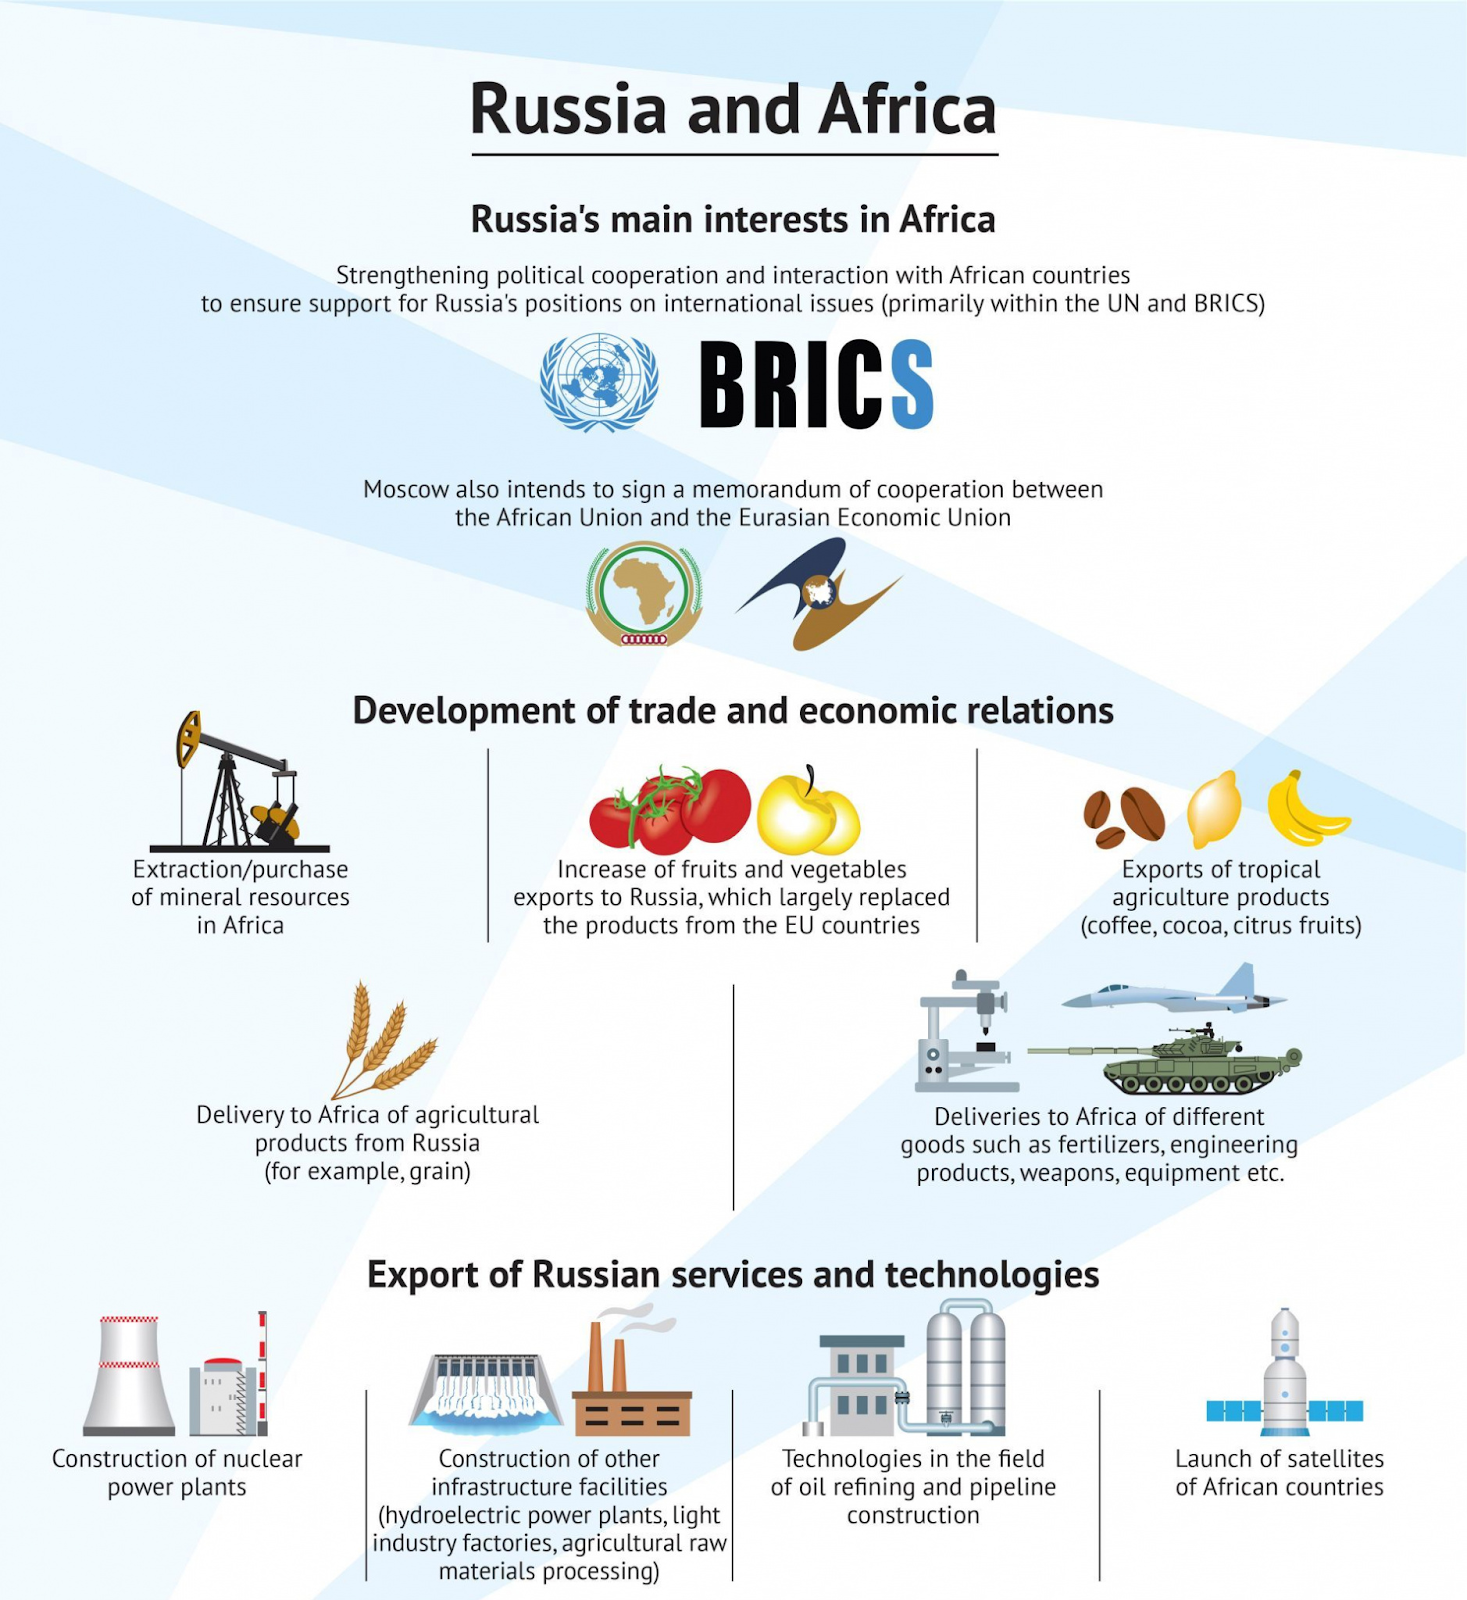 Russia and Africa
Russia's main interests in Africa
Strengthening political cooperation and interaction with African countries
to ensure support for Russia's positions on international issues (primarily within the UN and BRICS)
BRICS
Moscow also intends to sign a memorandum of cooperation between
the African Union and the Eurasian Economic Union
Development of trade and economic relations
Extraction/purchase
of mineral resources
in Africa
Increase of fruits and vegetables
exports to Russia, which largely replaced
the products from the EU countries
Exports of tropical
agriculture products
(coffee, cocoa, citrus fruits)
Delivery to Africa of agricultural
products from Russia
(for example, grain)
Deliveries to Africa of different
goods such as fertilizers, engineering
products, weapons, equipment etc.
Export of Russian services and technologies
Construction of nuclear
power plants
Construction of other
infrastructure facilities
(hydroelectric power plants, light
industry factories, agricultural raw
materials processing)
Technologies in the field
of oil refining and pipeline
construction
Launch of satellites
of African countries